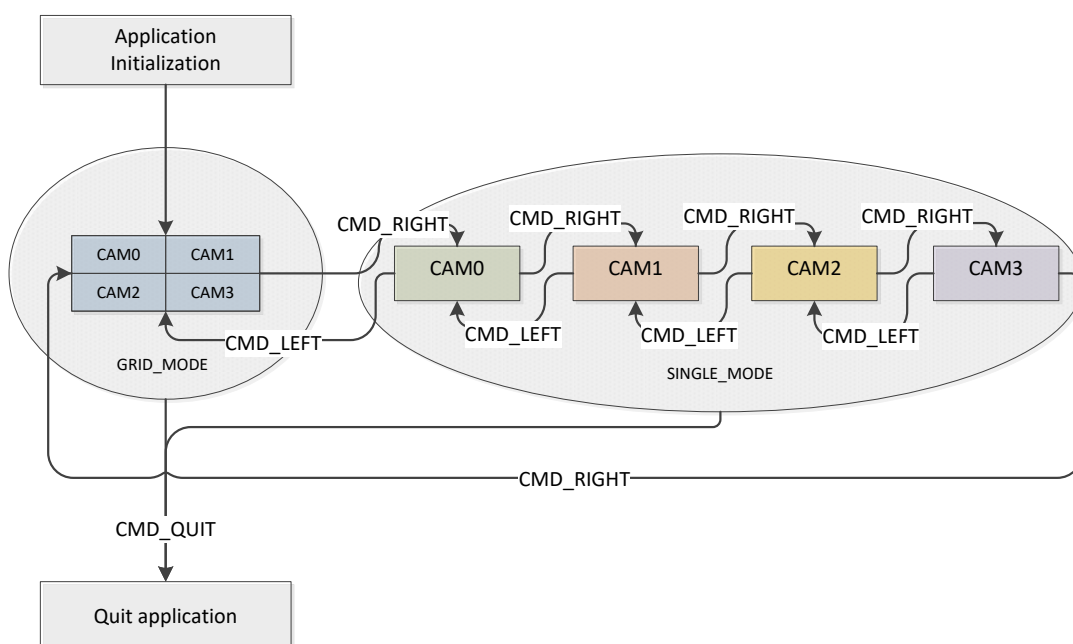 Application
Initialization
CMD_RIGHT
CMD_RIGHT
CMD_RIGHT
CMD_RIGHT
CAM0
CAM1
CAM2
CAM3
CAM0
CAM1
CAM2
CAM3
CMD_LEFT
CMD_LEFT
CMD_LEFT
CMD_LEFT
GRID_MODE
SINGLE_MODE
CMD_RIGHT
CMD_QUIT
Quit application